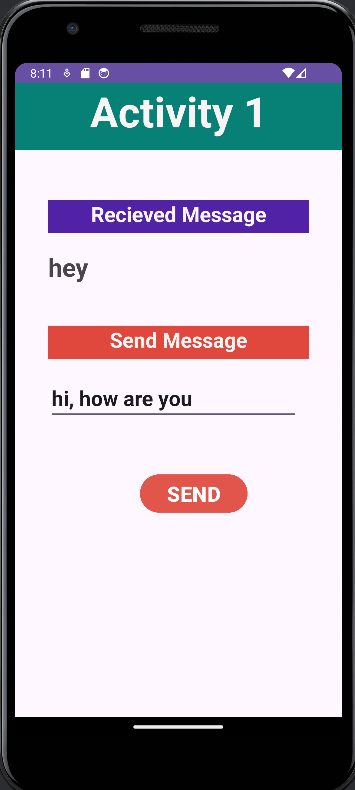 8:11
Activity 1
Recieved Message
hey
Send Message
hi, how are you
SEND